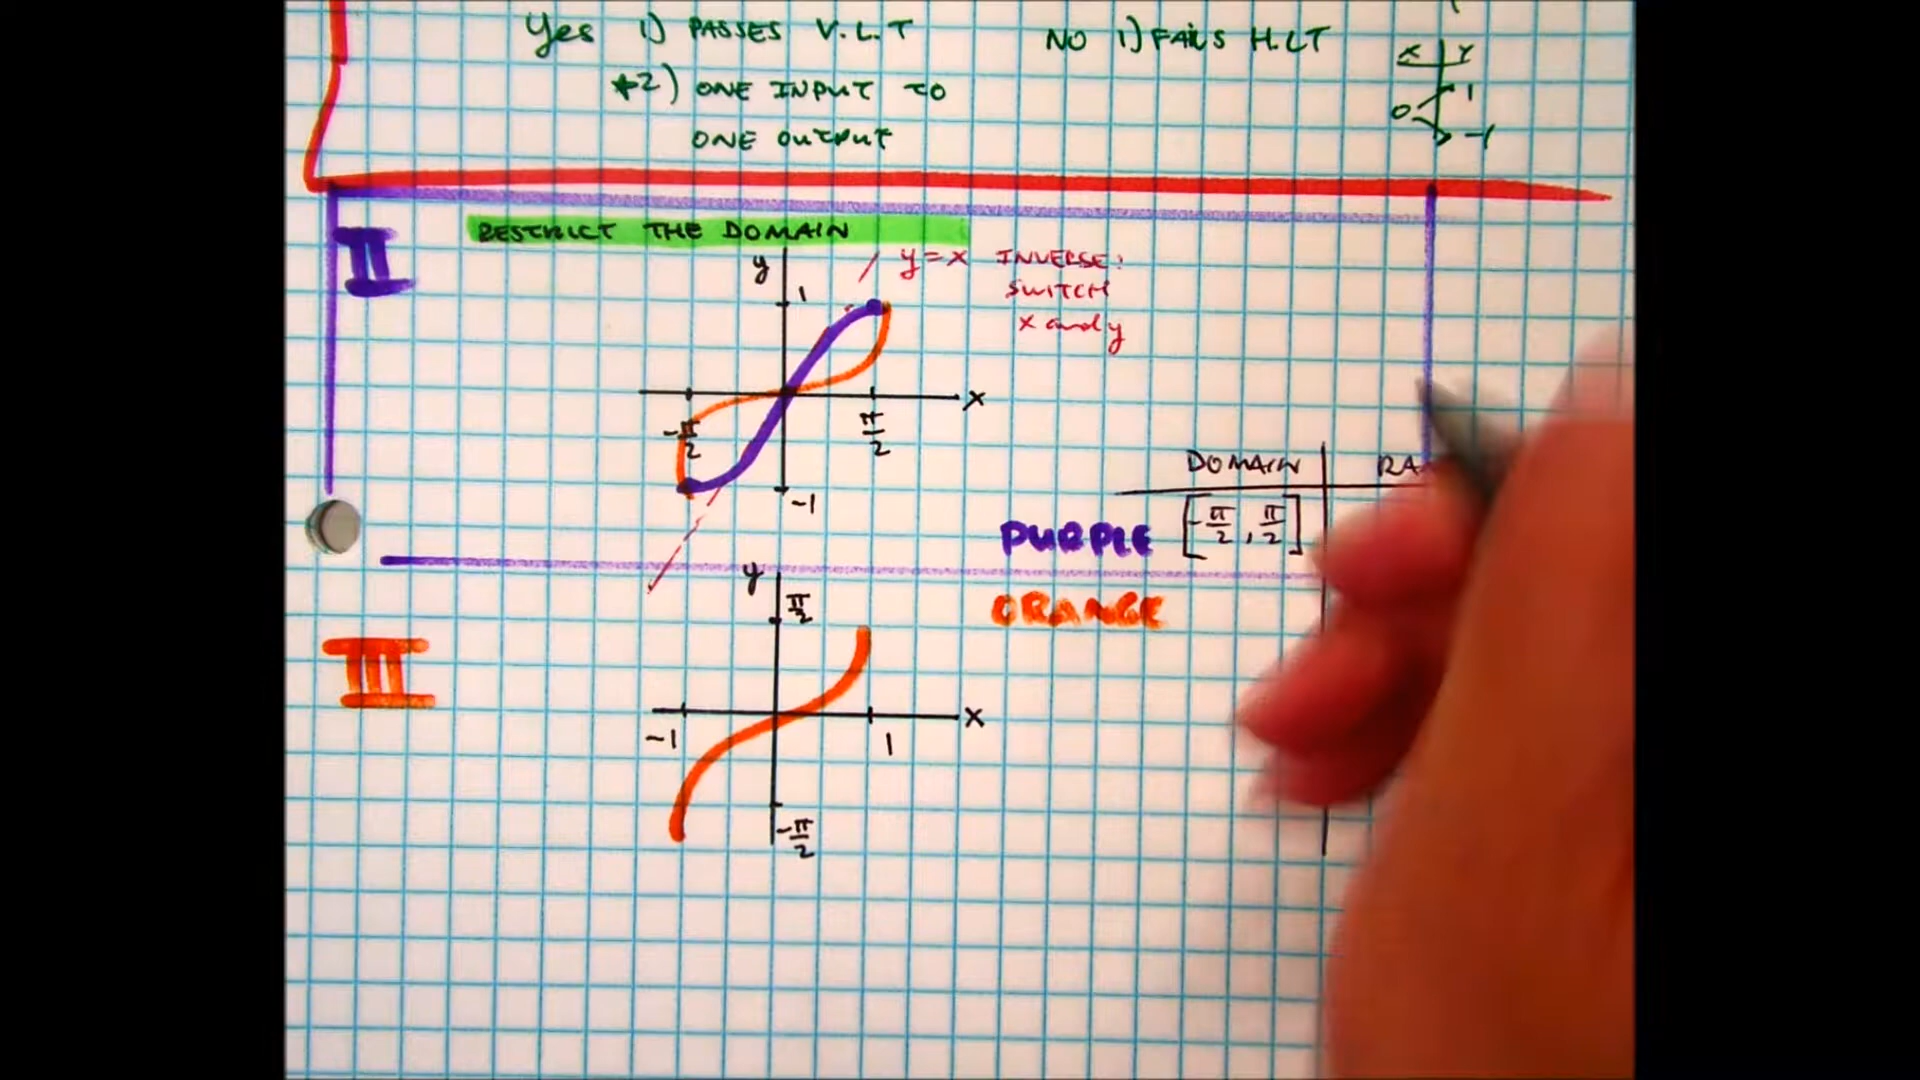 Yes 1) PASSES V.L.T
*2) ONE INPUT TO
ONE OUTPUT
NO 1) FAILS H.L.T
X Y
1
0
-1
II
RESTRICT THE DOMAIN
y
y=x
INVERSE:
SWITCH
x and y
1
x
-π/2
π/2
-1
DOMAIN RA
PURPLE [-π/2, π/2]
ORANGE
III
y
π/2
x
-1
1
-π/2